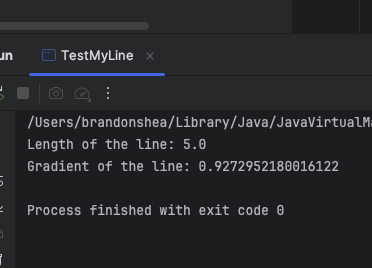 un
TestMyLine
/Users/brandonshea/Library/Java/JavaVirtualMa
Length of the line: 5.0
Gradient of the line: 0.9272952180016122
Process finished with exit code 0